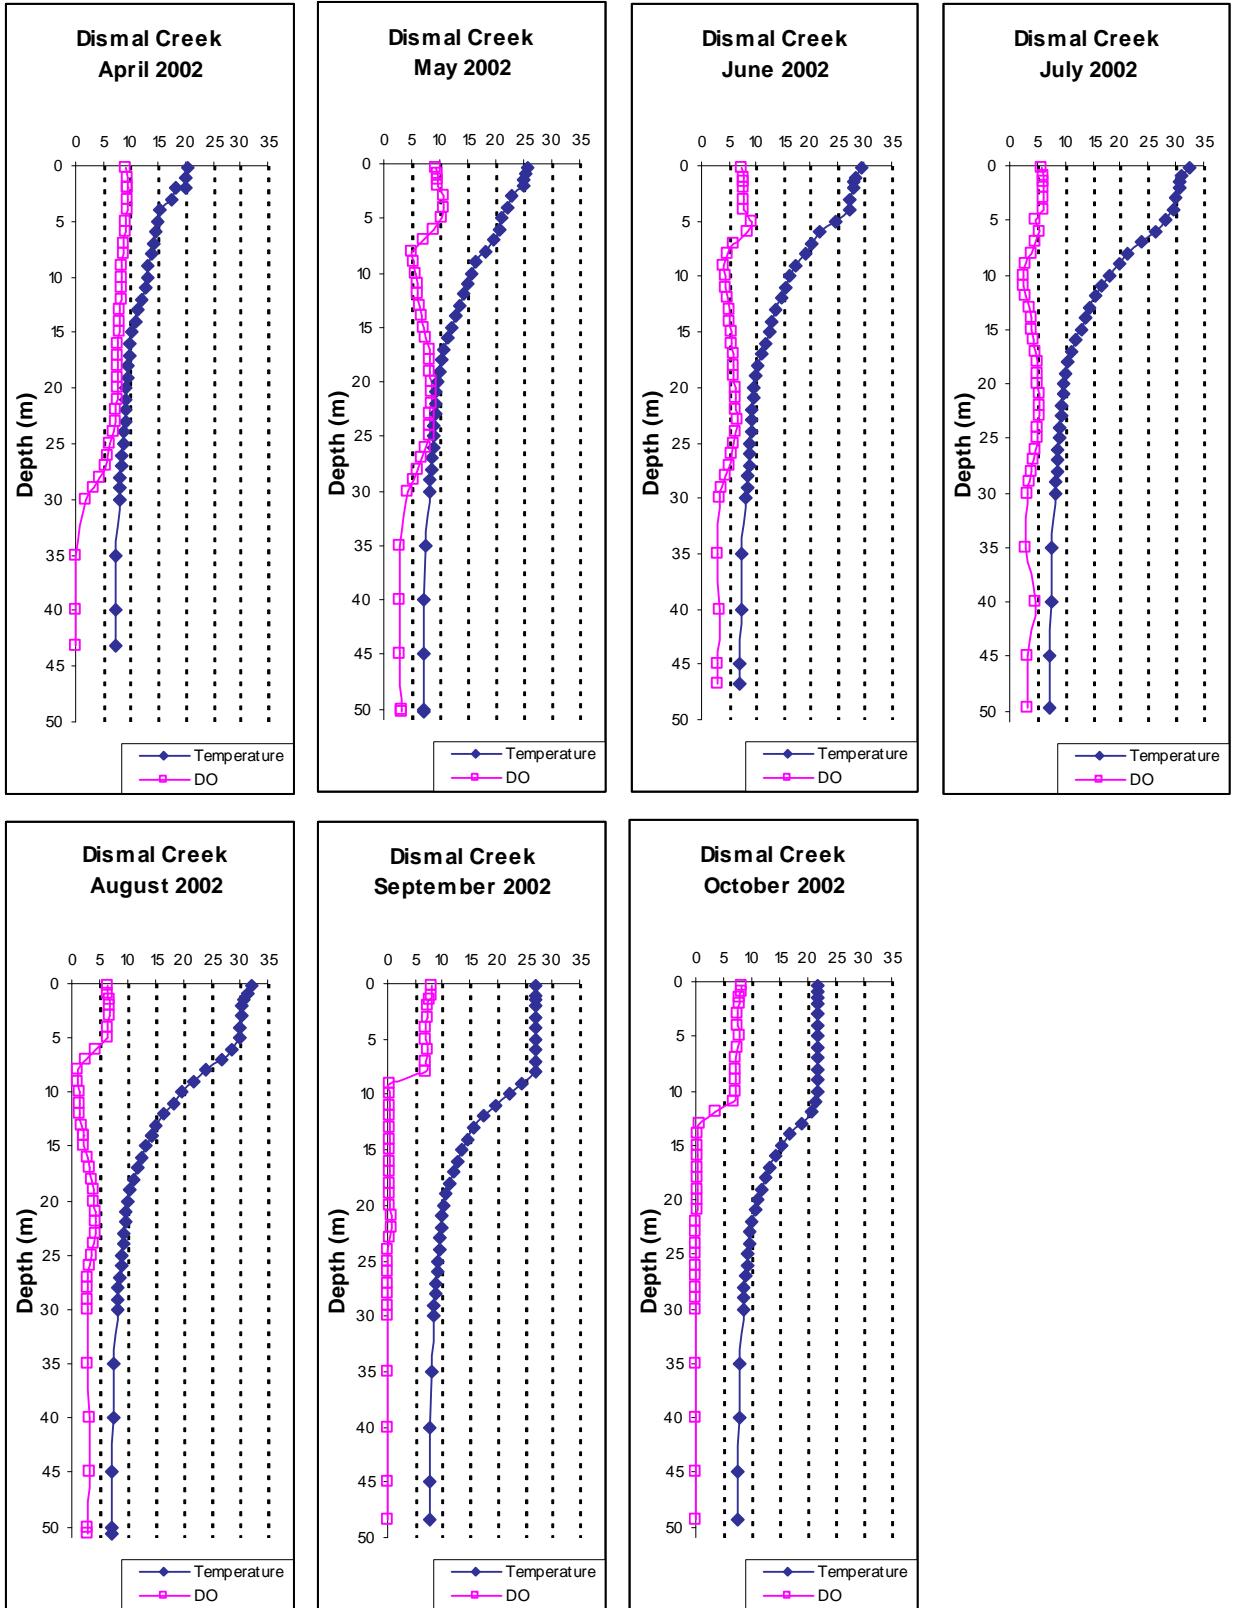 Dismal Creek
April 2002
0 5 10 15 20 25 30 35
0
5
10
15
20
25
30
35
40
45
50
Depth (m)
Temperature
DO
Dismal Creek
May 2002
0 5 10 15 20 25 30 35
0
5
10
15
20
25
30
35
40
45
50
Depth (m)
Temperature
DO
Dismal Creek
June 2002
0 5 10 15 20 25 30 35
0
5
10
15
20
25
30
35
40
45
50
Depth (m)
Temperature
DO
Dismal Creek
July 2002
0 5 10 15 20 25 30 35
0
5
10
15
20
25
30
35
40
45
50
Depth (m)
Temperature
DO
Dismal Creek
August 2002
0 5 10 15 20 25 30 35
0
5
10
15
20
25
30
35
40
45
50
Depth (m)
Temperature
DO
Dismal Creek
September 2002
0 5 10 15 20 25 30 35
0
5
10
15
20
25
30
35
40
45
50
Depth (m)
Temperature
DO
Dismal Creek
October 2002
0 5 10 15 20 25 30 35
0
5
10
15
20
25
30
35
40
45
50
Depth (m)
Temperature
DO